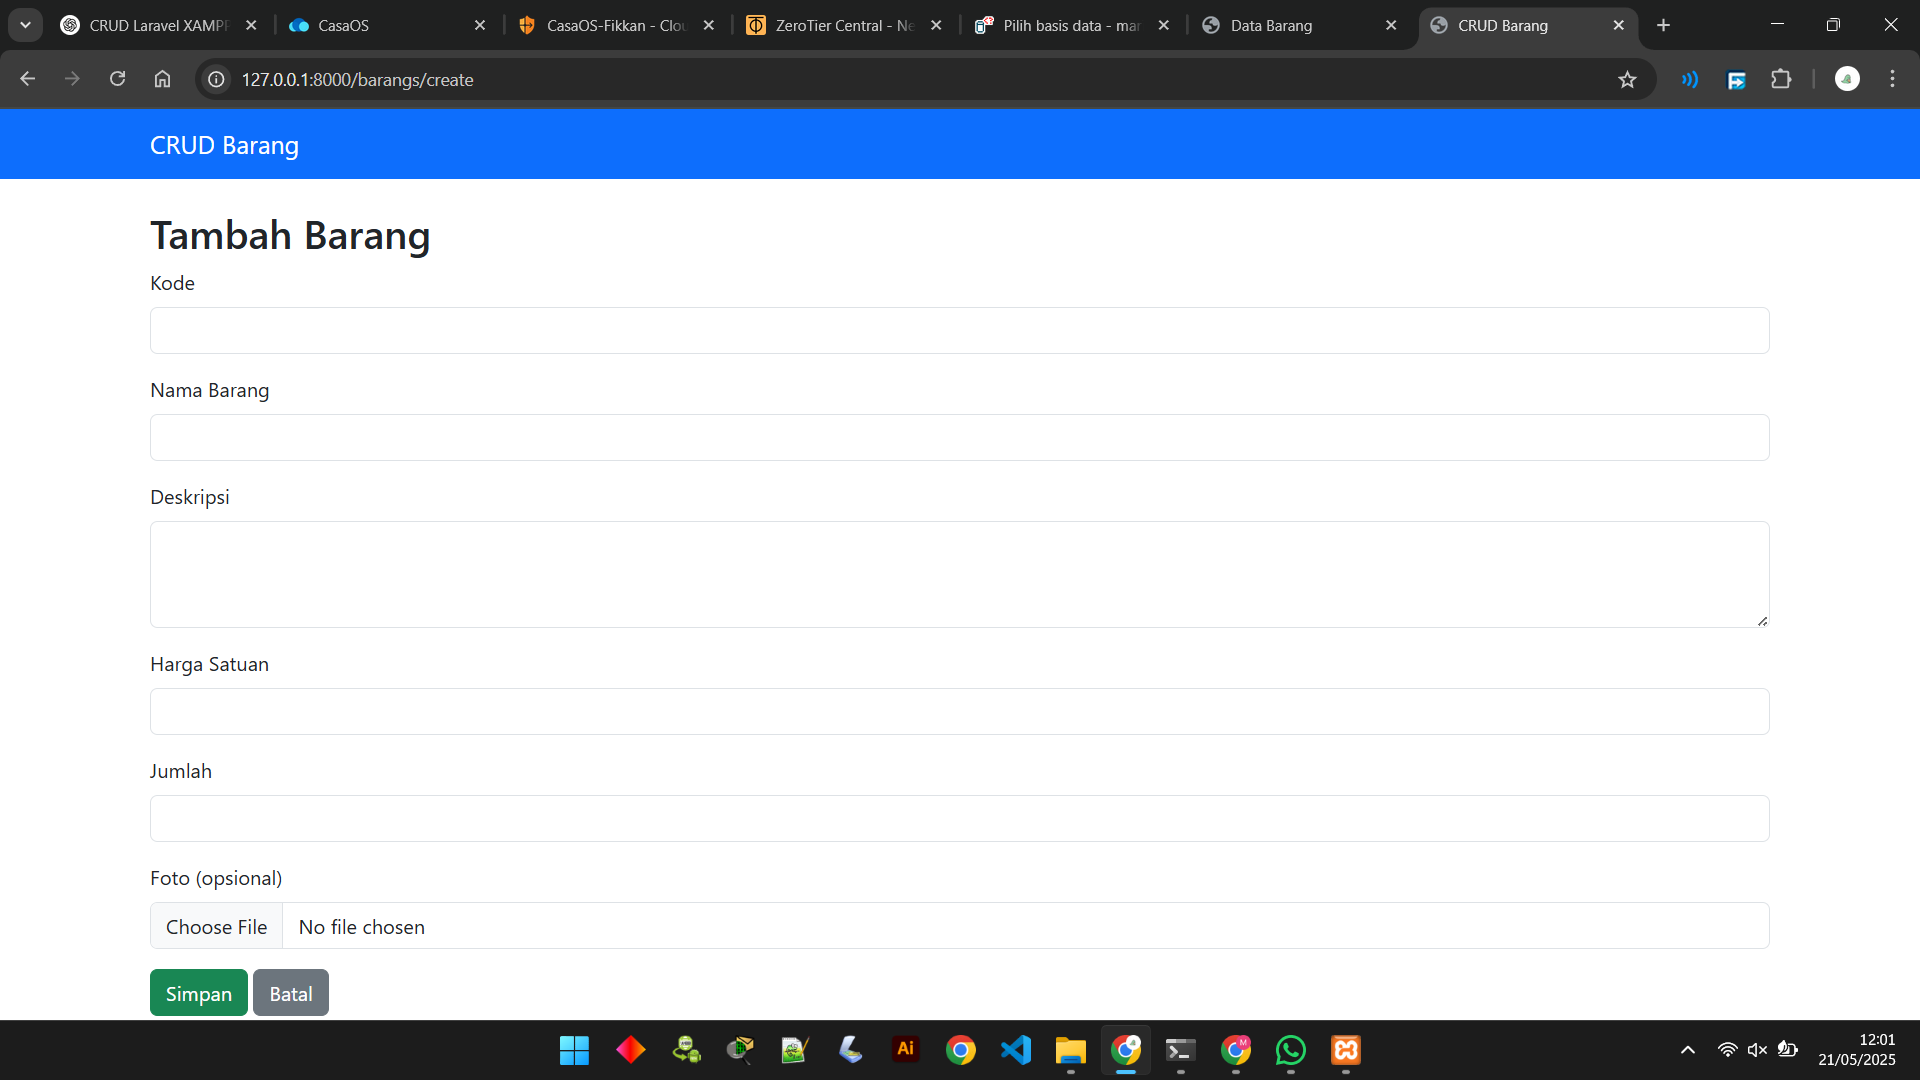 CRUD Laravel XAMPP
CasaOS
CasaOS-Fikkan - Clou
ZeroTier Central - Ne
Pilih basis data - mar
Data Barang
CRUD Barang
127.0.0.1:8000/barangs/create
CRUD Barang
Tambah Barang
Kode
Nama Barang
Deskripsi
Harga Satuan
Jumlah
Foto (opsional)
Choose File No file chosen
Simpan Batal
Ai
M
12:01
21/05/2025